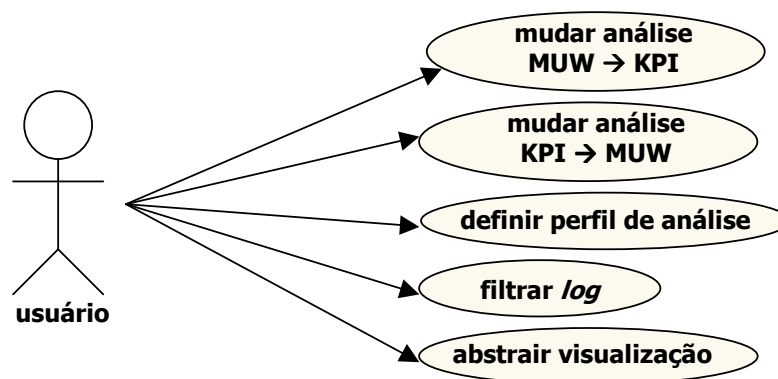 mudar análise
MUW → KPI
mudar análise
KPI → MUW
definir perfil de análise
filtrar log
usuário
abstrair visualização